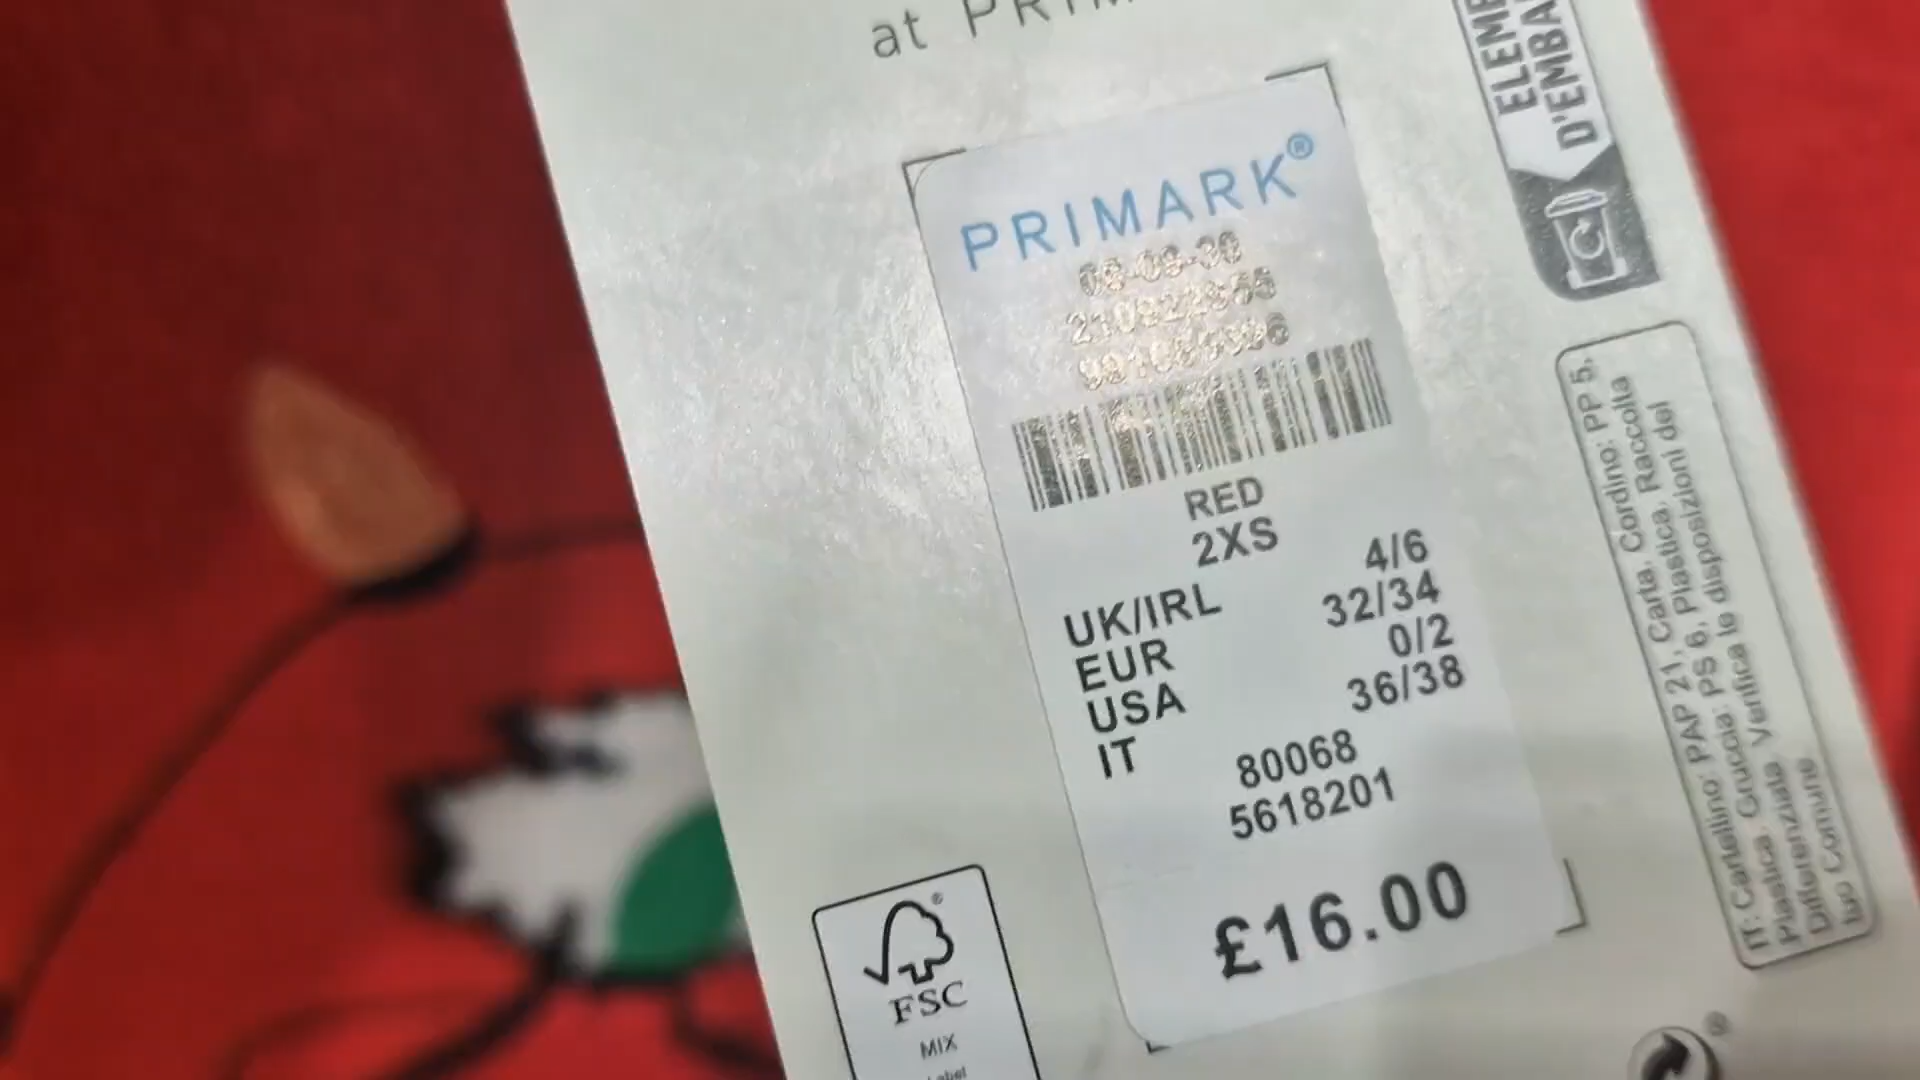 at PRIM
PRIMARK®
RED
2XS
UK/IRL 4/6
EUR 32/34
USA 0/2
IT 36/38
80068
5618201
£16.00
FSC
MIX
D'EMBA
IT: Cartellino: PAP 21, Carta, Cordino: PP 5,
Plastica, Gruccia: PS 6, Plastica, Raccolta
Differenziata. Verifica le disposizioni del
tuo Comune